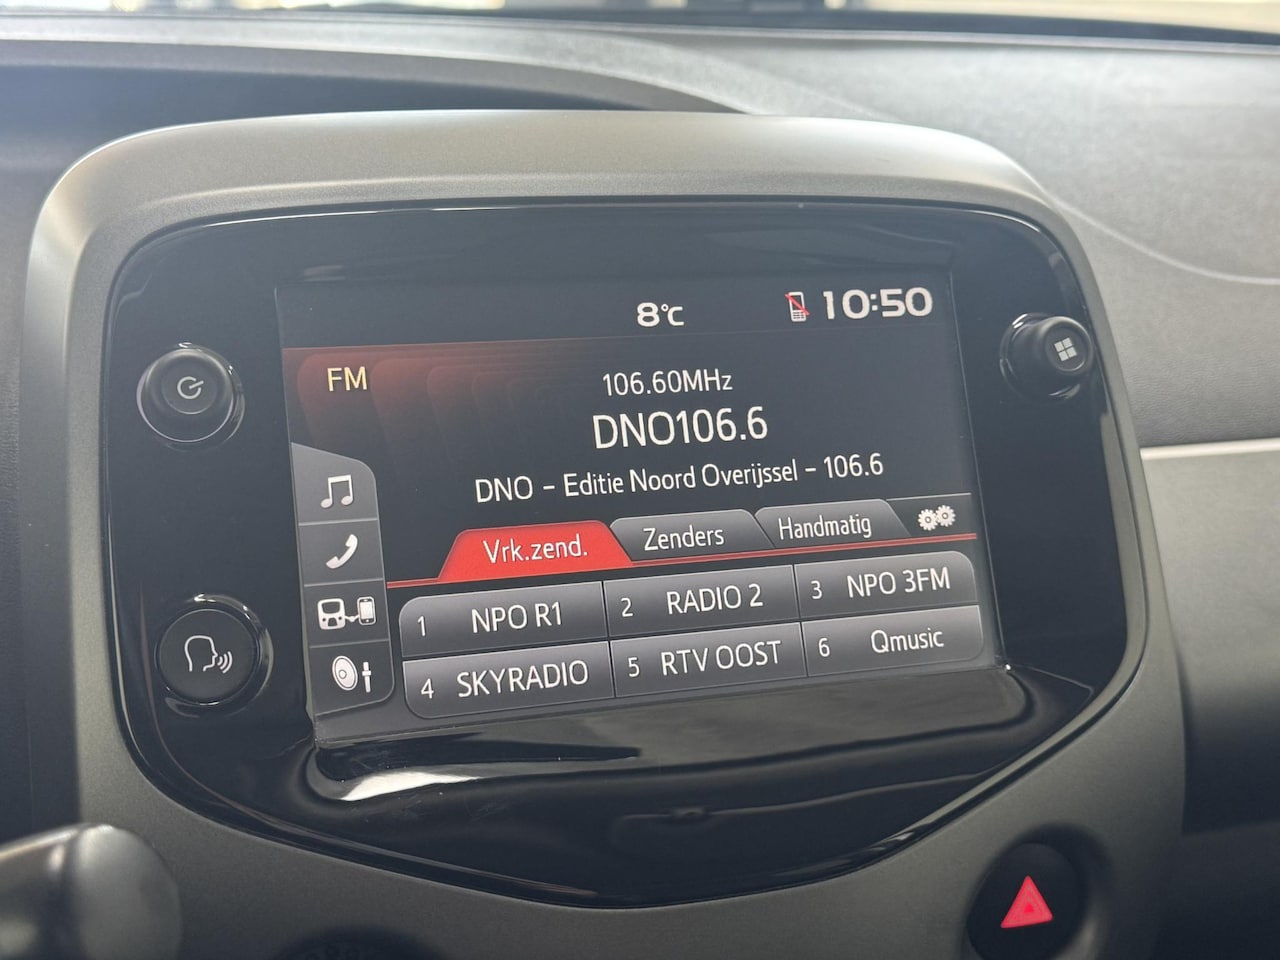 8°C 10:50
FM
106.60MHz
DNO106.6
DNO - Editie Noord Overijssel - 106.6
Vrk.zend. Zenders Handmatig
1 NPO R1 2 RADIO 2 3 NPO 3FM
4 SKYRADIO 5 RTV OOST 6 Qmusic